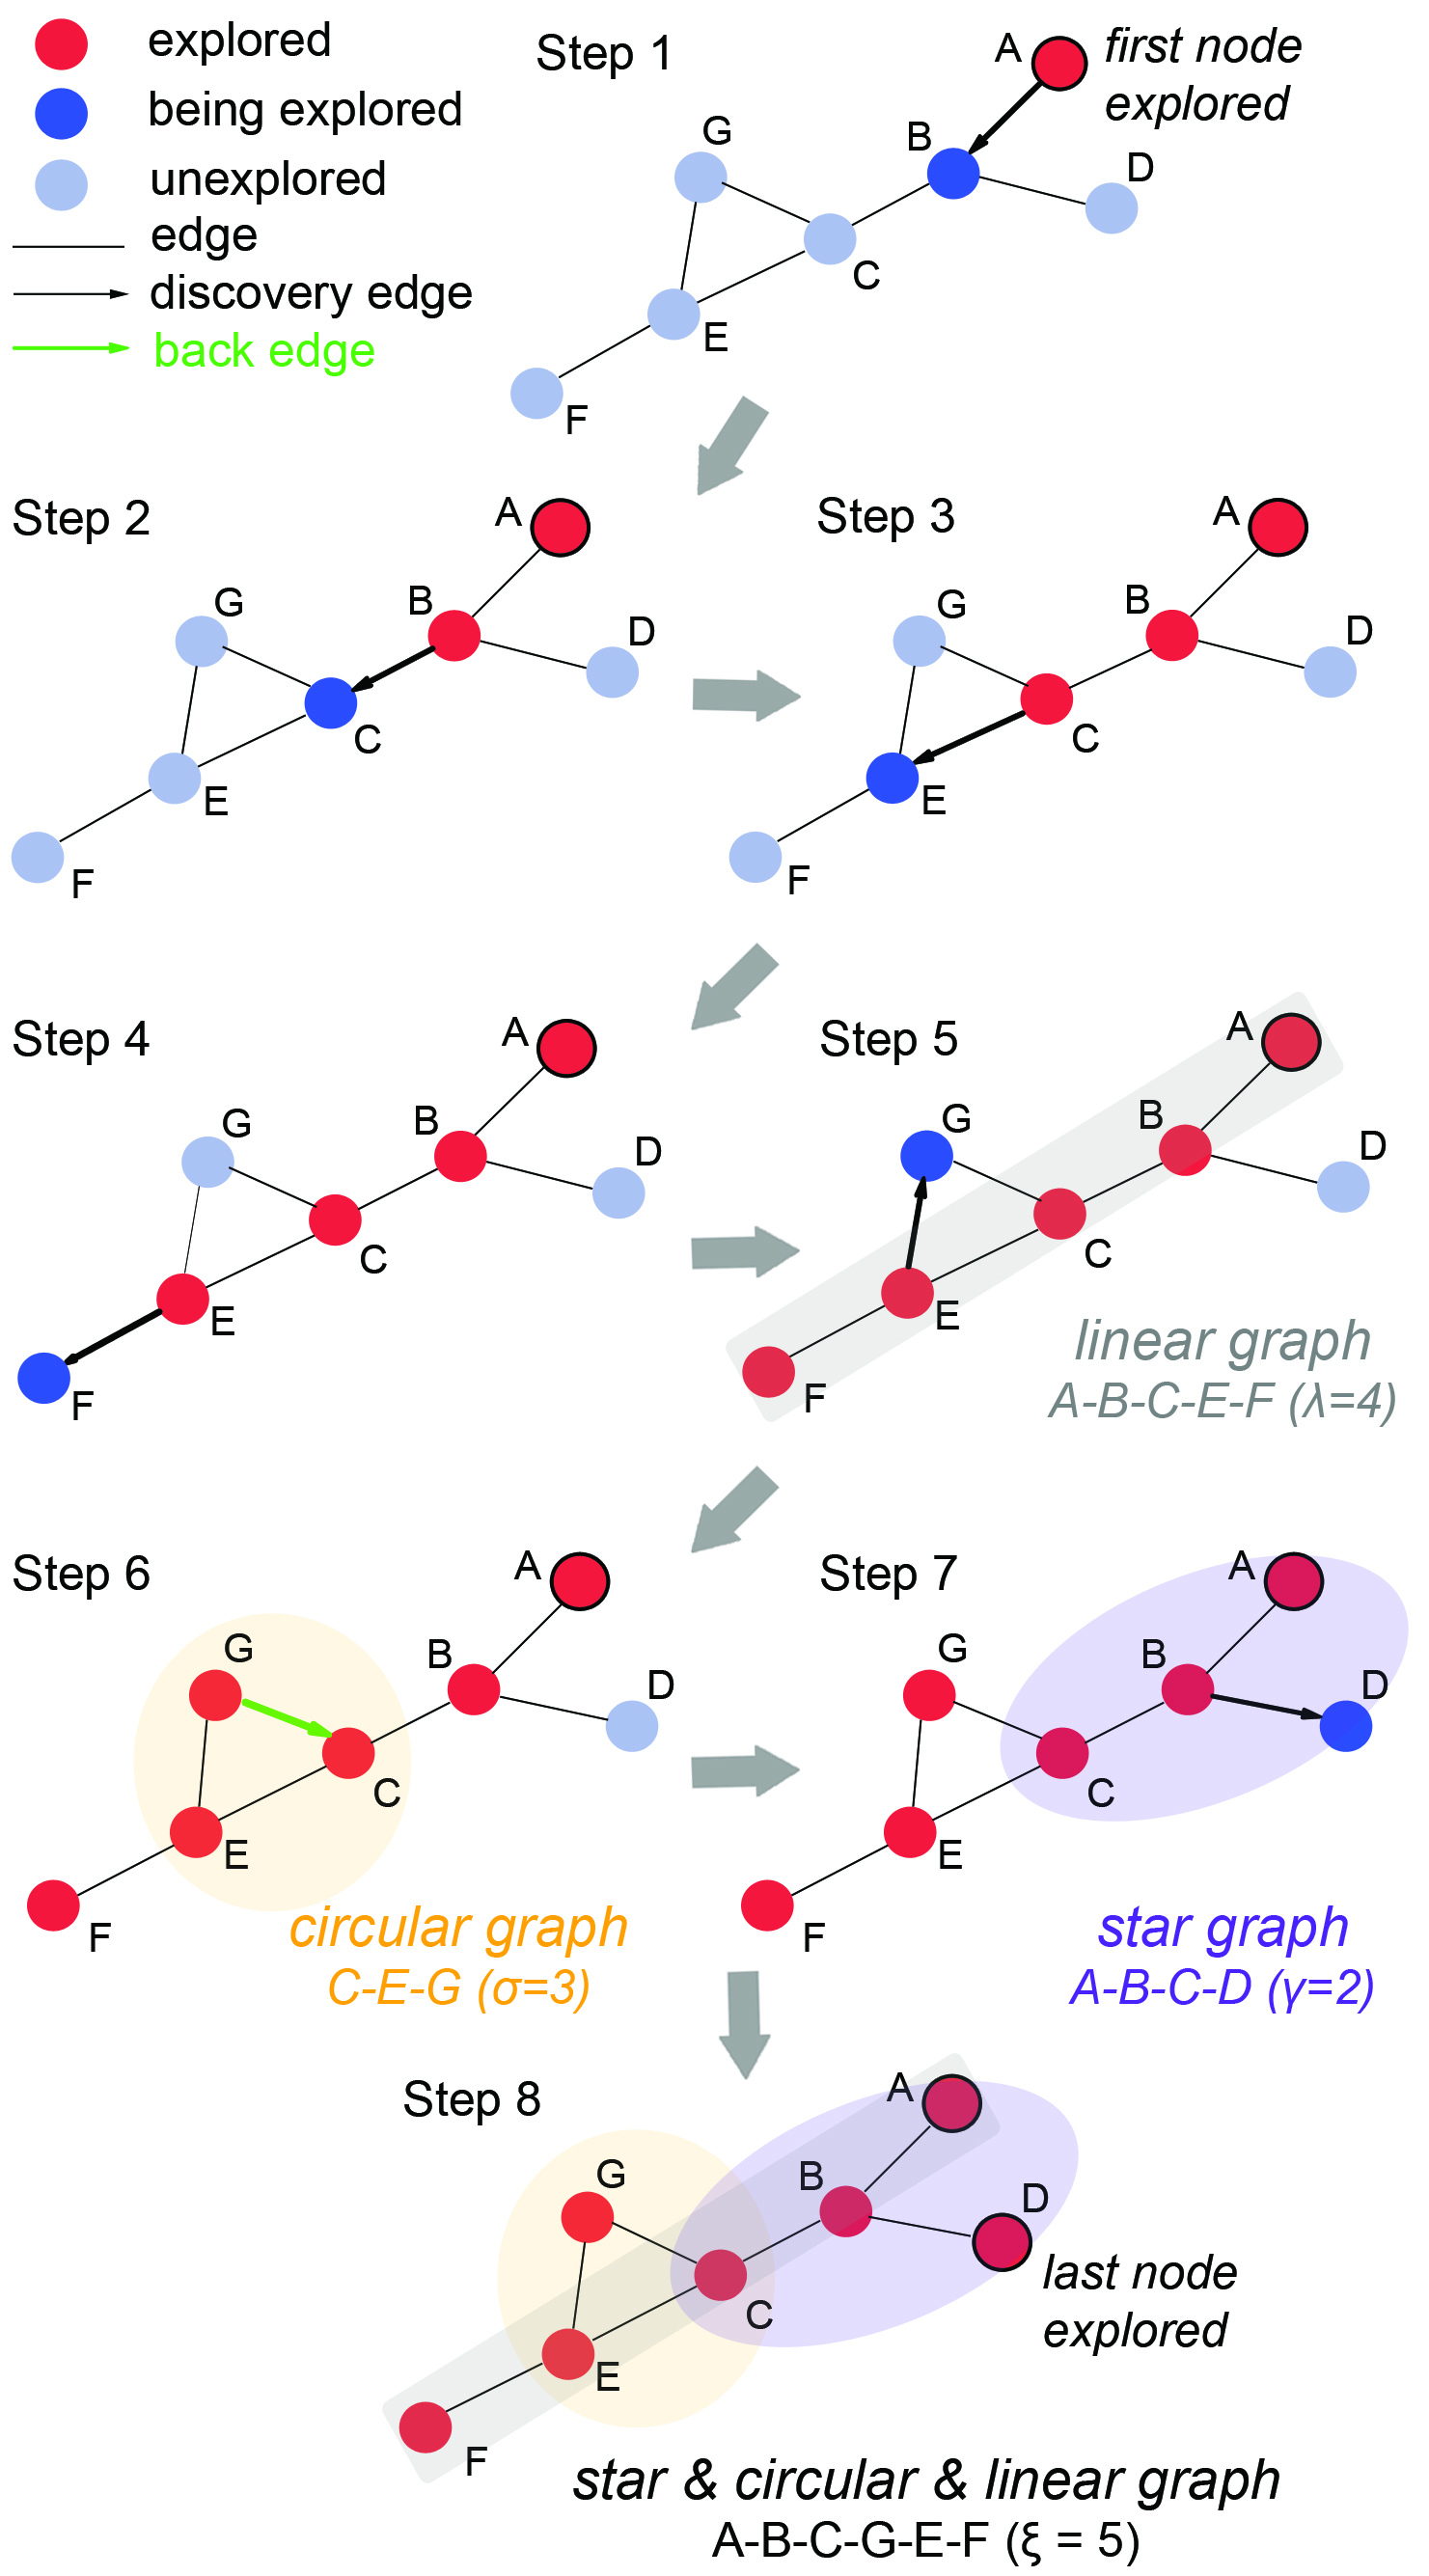 explored
being explored
unexplored
edge
discovery edge
back edge
Step 1
A
first node
explored
B
D
G
C
E
F
Step 2
A
B
G
D
C
E
F
Step 3
A
B
G
D
C
E
F
Step 4
A
B
G
D
C
E
F
Step 5
A
B
G
D
C
E
F
linear graph
A-B-C-E-F (λ=4)
Step 6
A
B
G
D
C
E
F
circular graph
C-E-G (σ=3)
Step 7
A
B
G
D
C
E
F
star graph
A-B-C-D (γ=2)
Step 8
A
B
G
D
C
E
F
last node
explored
star & circular & linear graph
A-B-C-G-E-F (ξ = 5)